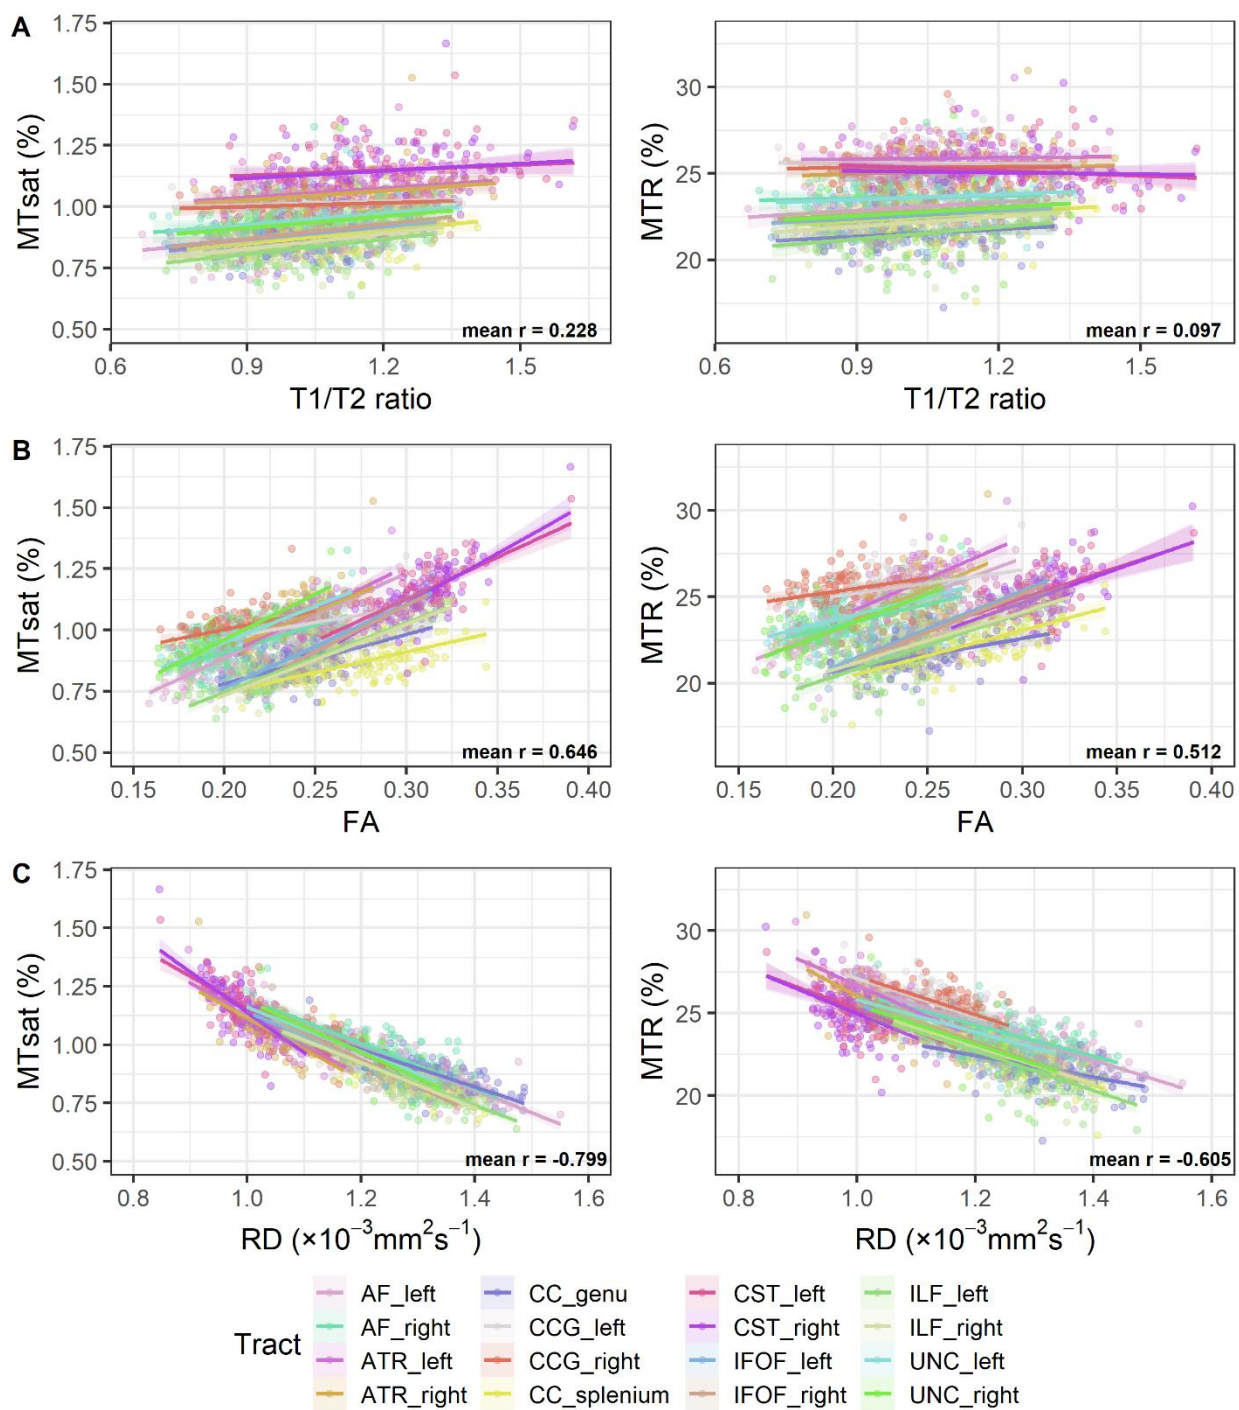 A
MTsat (%)
1.75
1.50
1.25
1.00
0.75
0.50
mean r = 0.228
0.6 0.9 1.2 1.5
T1/T2 ratio
MTR (%)
30
25
20
mean r = 0.097
0.6 0.9 1.2 1.5
T1/T2 ratio
B
MTsat (%)
1.75
1.50
1.25
1.00
0.75
0.50
mean r = 0.646
0.15 0.20 0.25 0.30 0.35 0.40
FA
MTR (%)
30
25
20
mean r = 0.512
0.15 0.20 0.25 0.30 0.35 0.40
FA
C
MTsat (%)
1.75
1.50
1.25
1.00
0.75
0.50
mean r = -0.799
0.8 1.0 1.2 1.4 1.6
RD (×10⁻³mm²s⁻¹)
MTR (%)
30
25
20
mean r = -0.605
0.8 1.0 1.2 1.4 1.6
RD (×10⁻³mm²s⁻¹)
Tract
AF_left CC_genu CST_left ILF_left
AF_right CCG_left CST_right ILF_right
ATR_left CCG_right IFOF_left UNC_left
ATR_right CC_splenium IFOF_right UNC_right